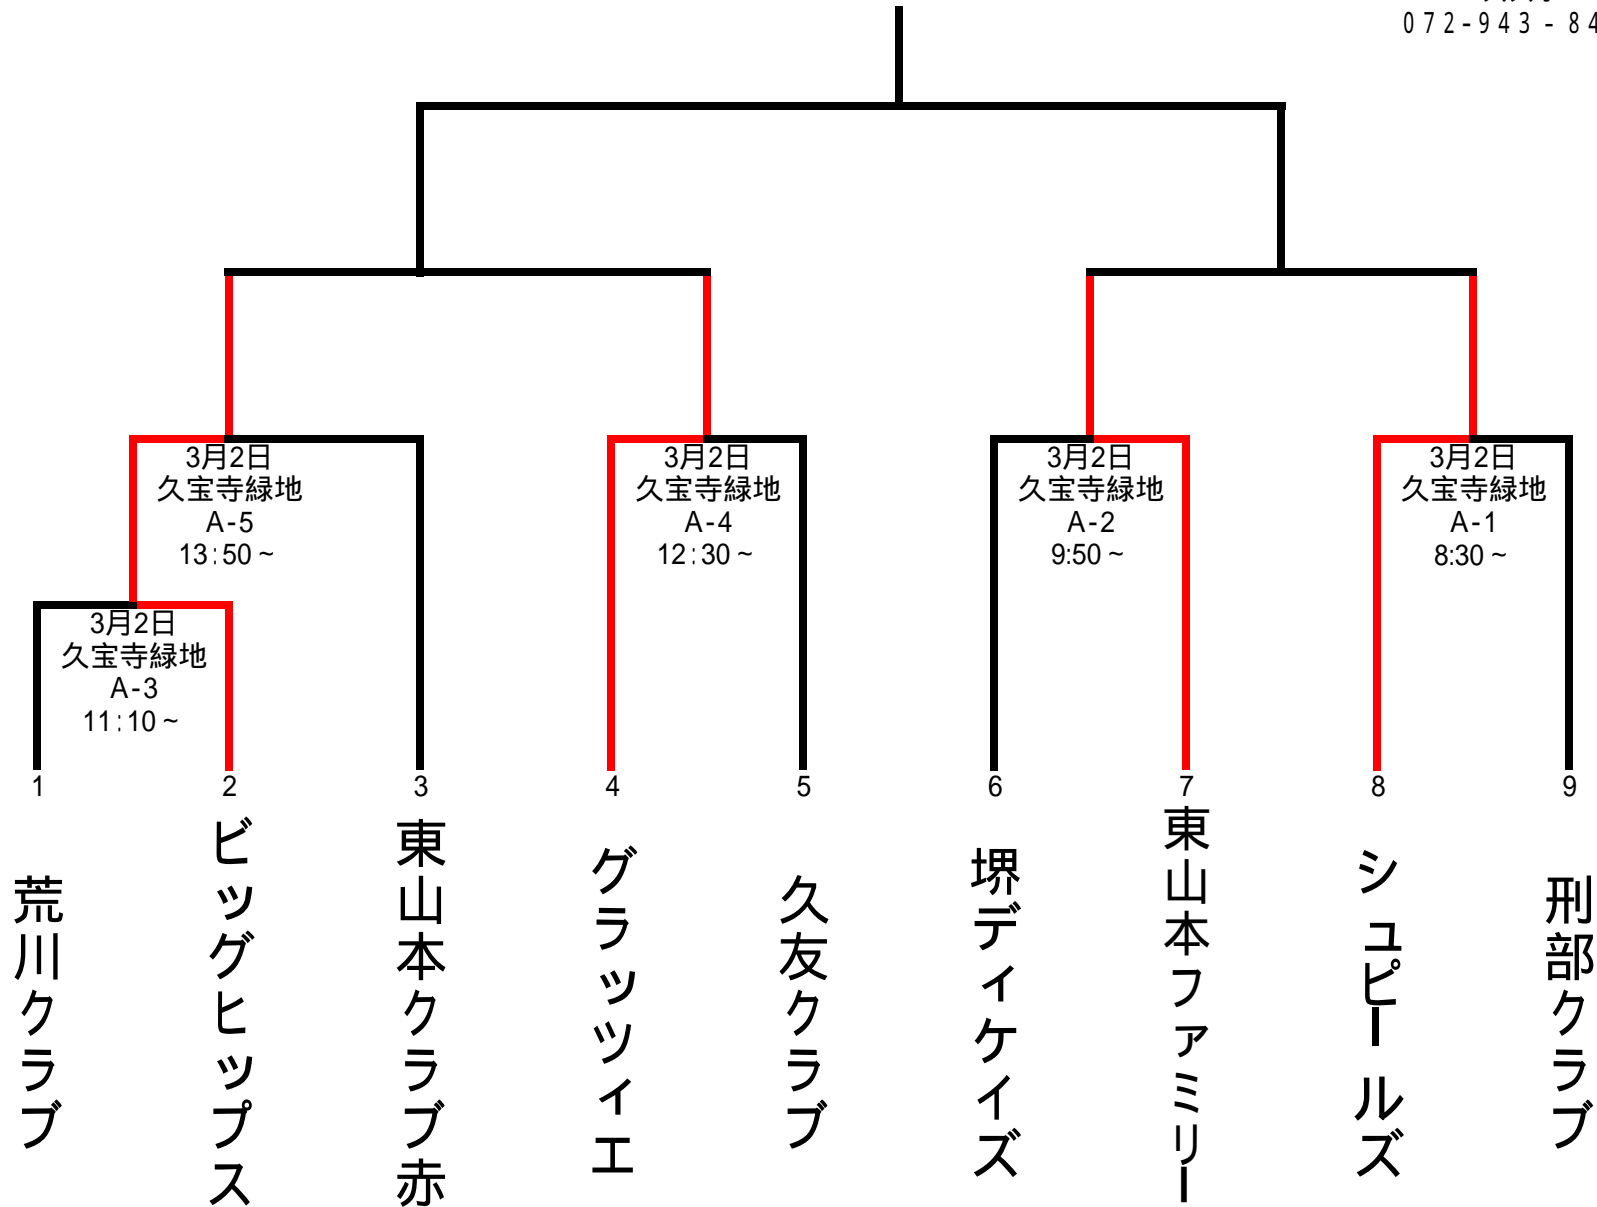 072-943-84
3月2日
久宝寺緑地
A-5
13:50~
3月2日
久宝寺緑地
A-4
12:30~
3月2日
久宝寺緑地
A-2
9:50~
3月2日
久宝寺緑地
A-1
8:30~
3月2日
久宝寺緑地
A-3
11:10~
1
2
3
4
5
6
7
8
9
荒川クラブ
ビッグヒップス
東山本クラブ赤
グラッツィエ
久友クラブ
堺ディケイズ
東山本ファミリー
シュピールズ
刑部クラブ